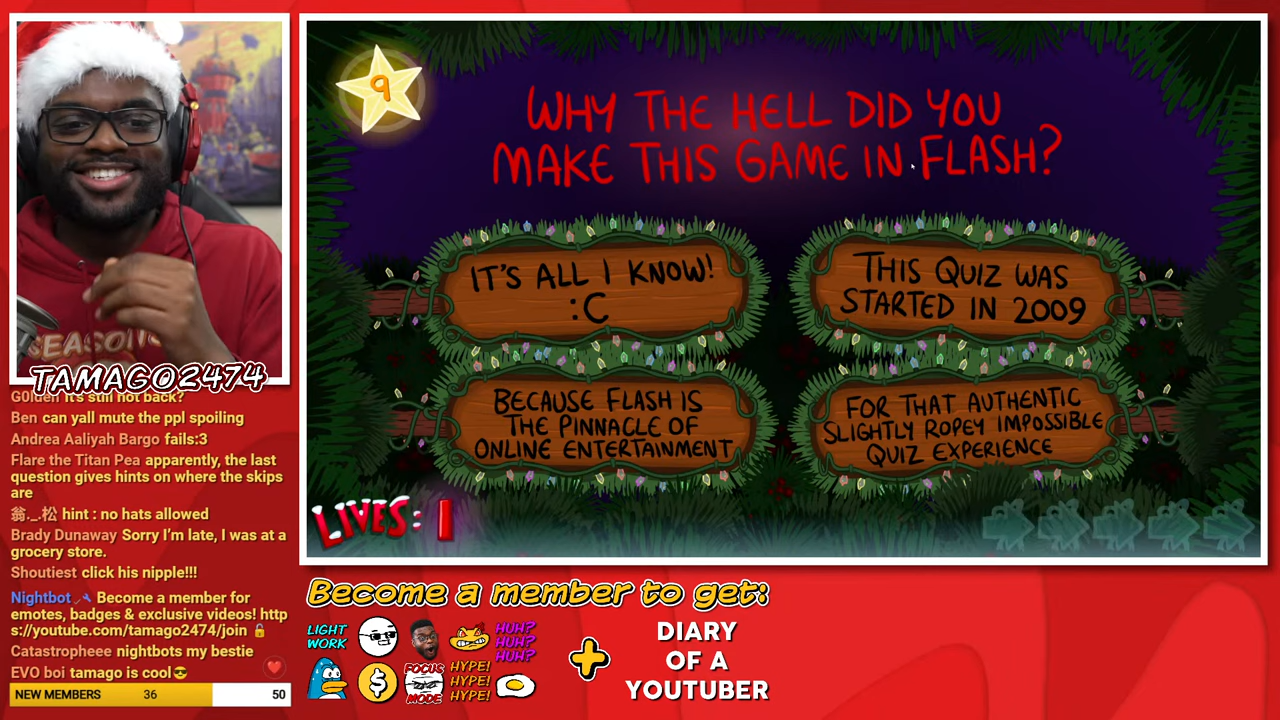 SEASON
TAMAGO2474
G0lden it's still not back?
Ben can yall mute the ppl spoiling
Andrea Aaliyah Bargo fails:3
Flare the Titan Pea apparently, the last
question gives hints on where the skips
are
翁._.松 hint : no hats allowed
Brady Dunaway Sorry I'm late, I was at a
grocery store.
Shoutiest click his nipple!!!
Nightbot Become a member for
emotes, badges & exclusive videos! http
s://youtube.com/tamago2474/join
Catastropheee nightbots my bestie
EVO boi tamago is cool
NEW MEMBERS 36 50
9
WHY THE HELL DID YOU
MAKE THIS GAME IN FLASH?
IT'S ALL I KNOW!
:C
THIS QUIZ WAS
STARTED IN 2009
BECAUSE FLASH IS
THE PINNACLE OF
ONLINE ENTERTAINMENT
FOR THAT AUTHENTIC
SLIGHTLY ROPEY IMPOSSIBLE
QUIZ EXPERIENCE
LIVES: 1
Become a member to get:
LIGHT
WORK
HUH?
HUH?
HUH?
FOCUS
MODE
HYPE!
HYPE!
HYPE!
DIARY
OF A
YOUTUBER